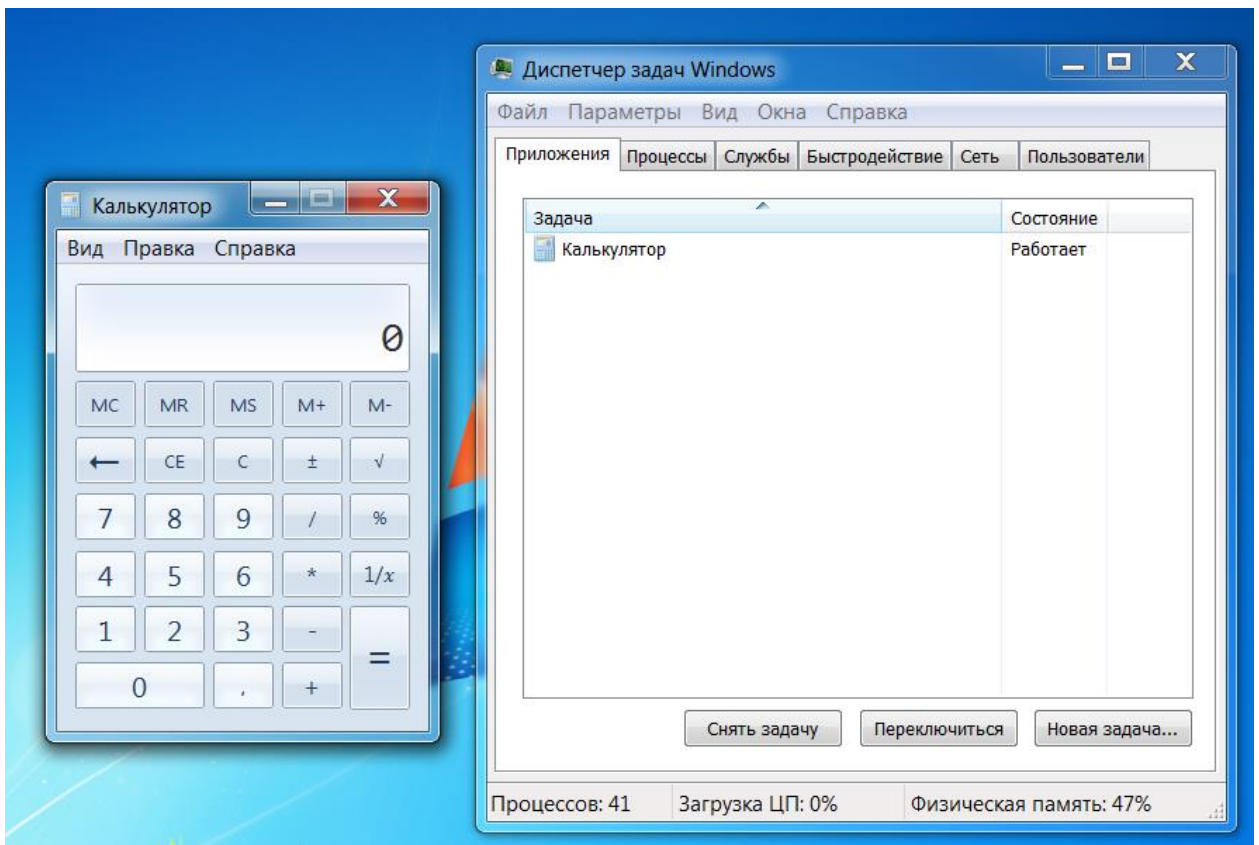 Калькулятор
Вид Правка Справка
0
MC MR MS M+ M-
← CE C ± √
7 8 9 / %
4 5 6 * 1/x
1 2 3 - =
0 , +
Диспетчер задач Windows
Файл Параметры Вид Окна Справка
Приложения Процессы Службы Быстродействие Сеть Пользователи
Задача Состояние
Калькулятор Работает
Снять задачу Переключиться Новая задача...
Процессов: 41 Загрузка ЦП: 0% Физическая память: 47%